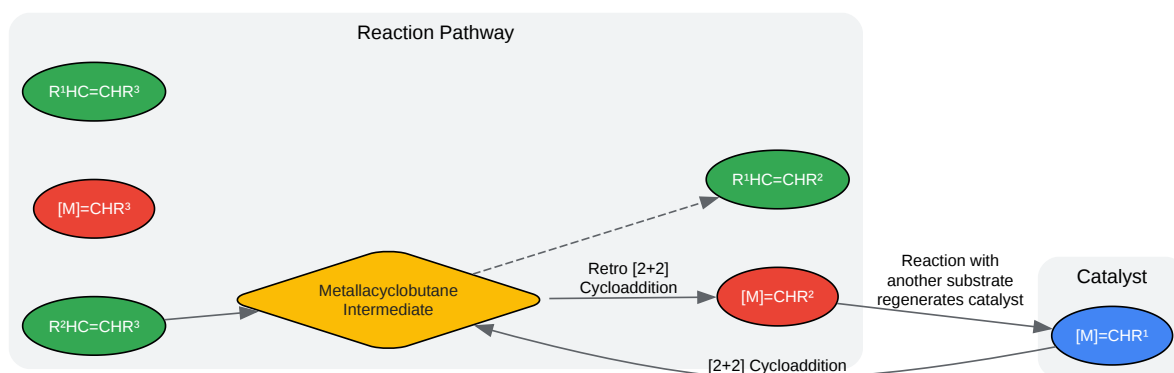 Reaction Pathway
R¹HC=CHR³
[M]=CHR³
R²HC=CHR³
Metallacyclobutane
Intermediate
R¹HC=CHR²
Retro [2+2]
Cycloaddition
[M]=CHR²
Reaction with
another substrate
regenerates catalyst
Catalyst
[M]=CHR¹
[2+2] Cycloaddition